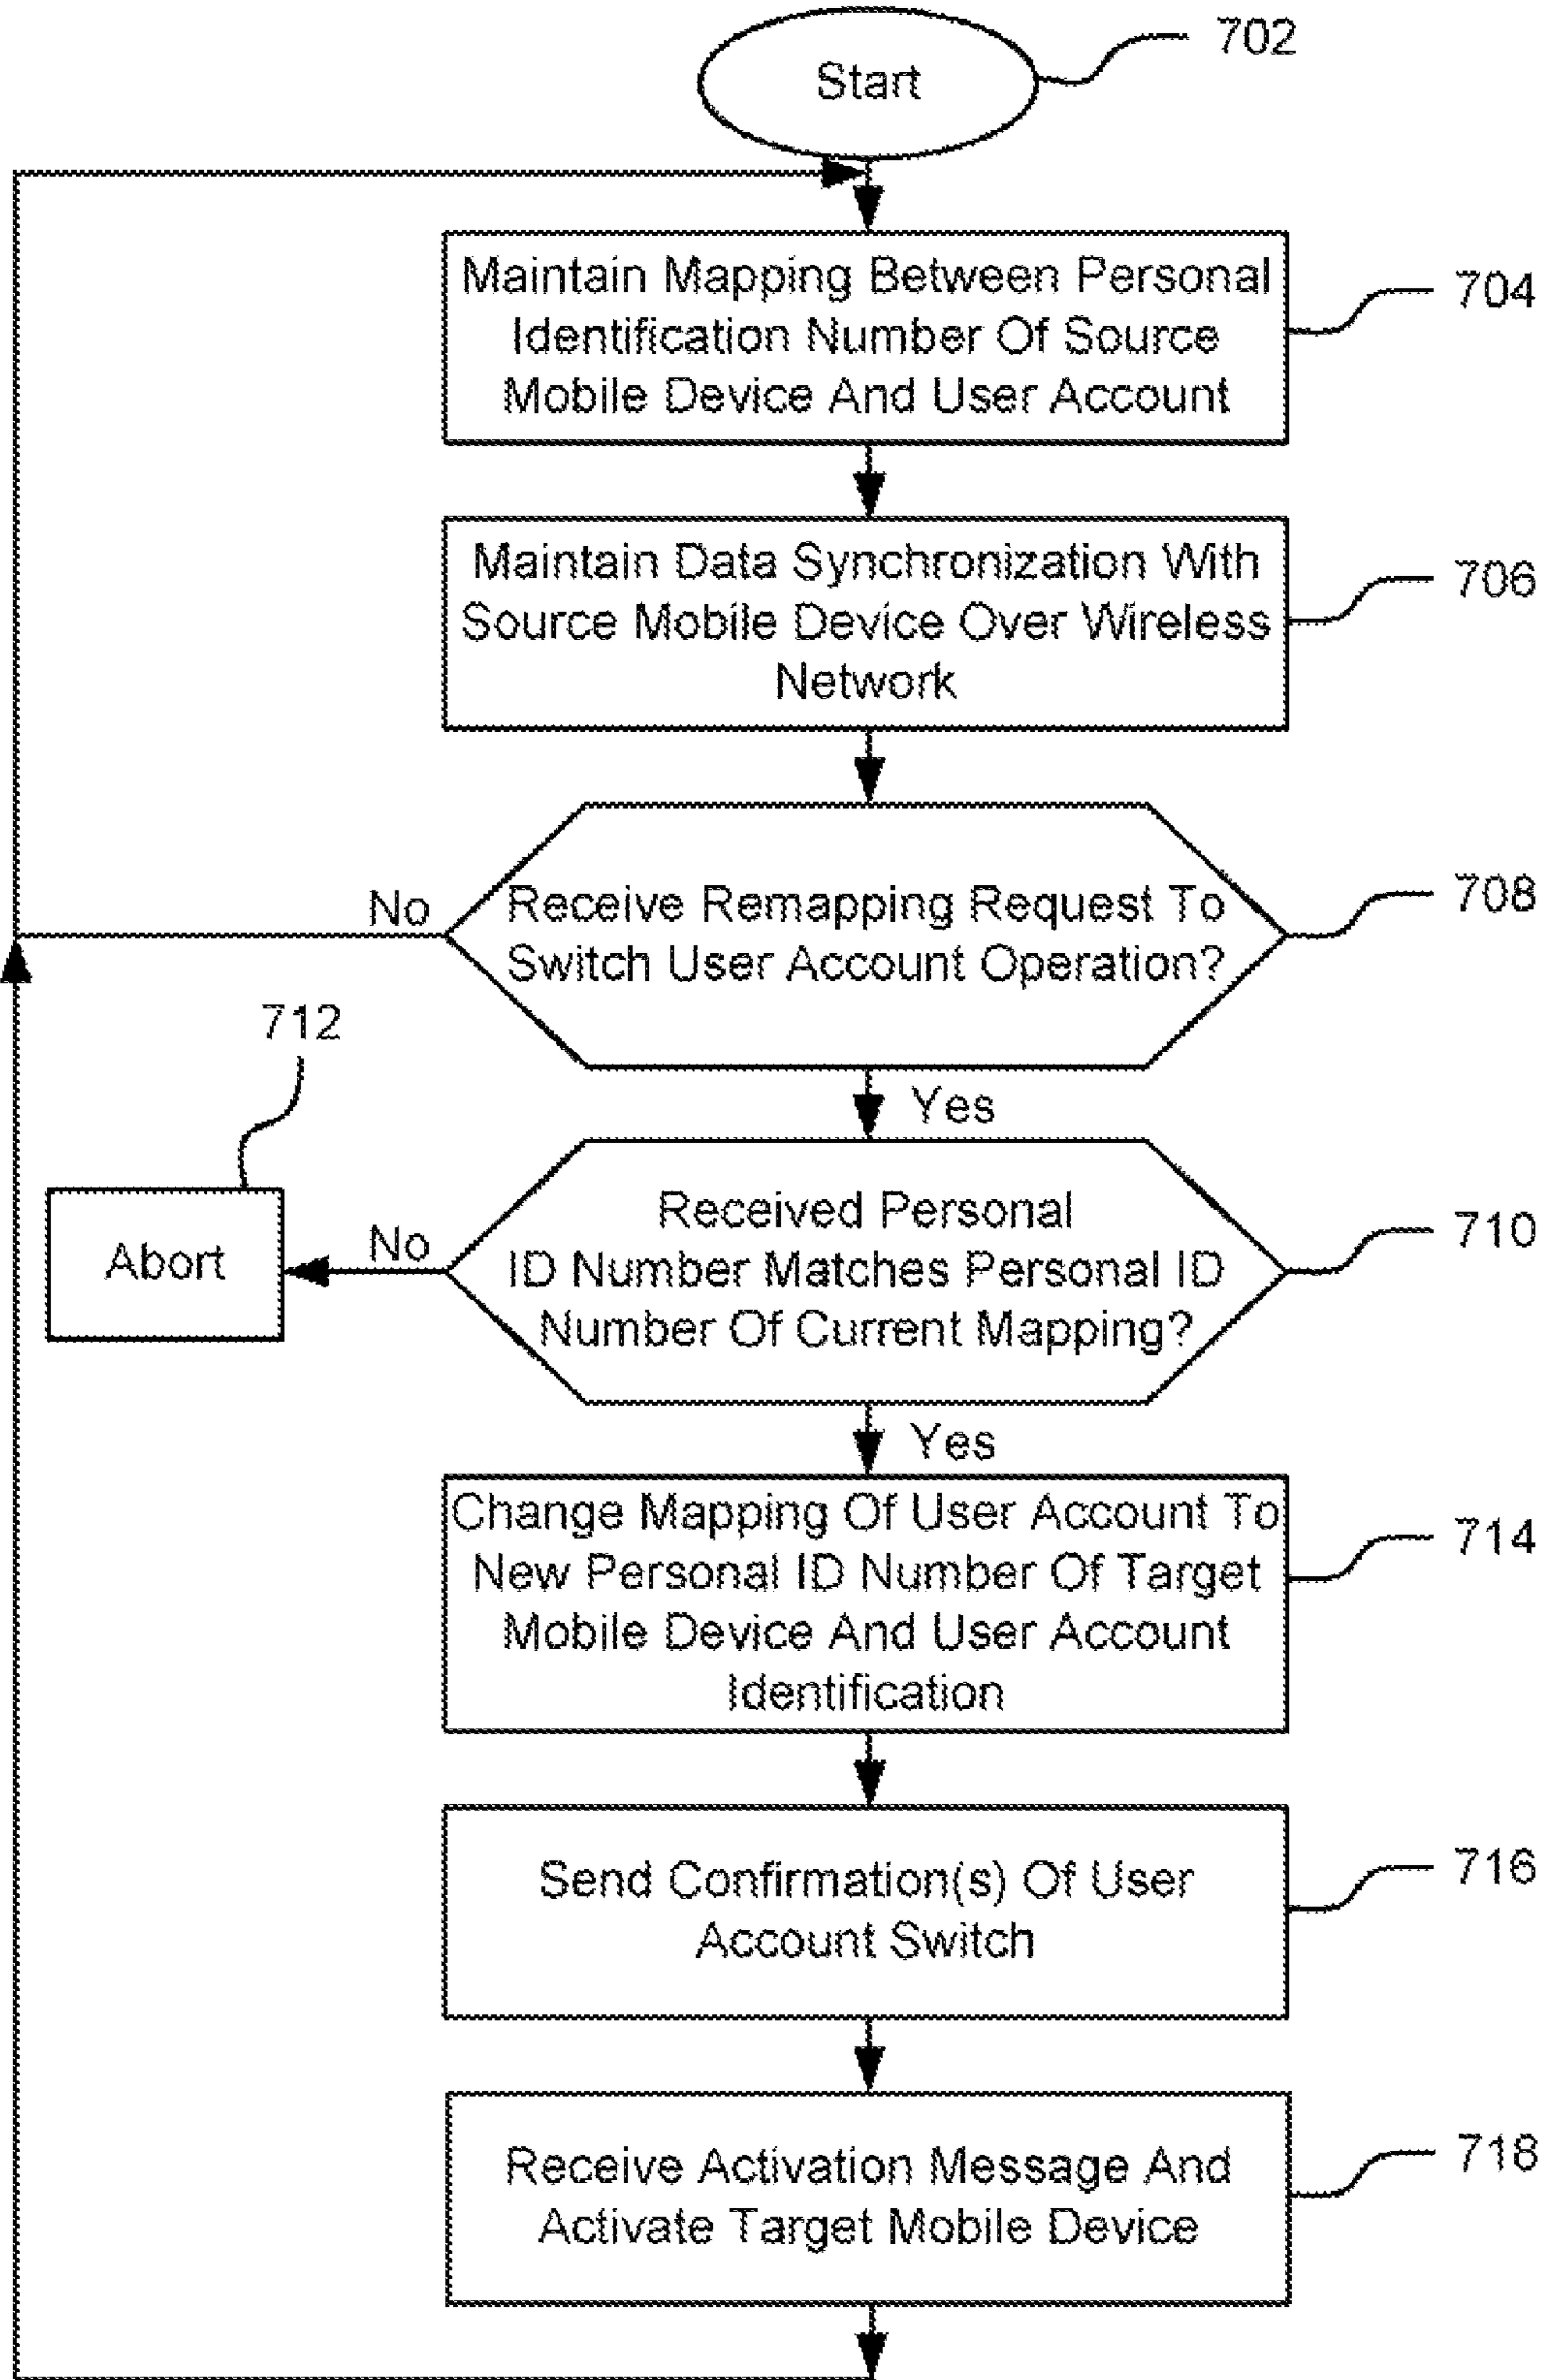 702
Start
Maintain Mapping Between Personal
Identification Number Of Source
Mobile Device And User Account
704
Maintain Data Synchronization With
Source Mobile Device Over Wireless
Network
706
Receive Remapping Request To
Switch User Account Operation?
708
No
Yes
712
Abort
No
Received Personal
ID Number Matches Personal ID
Number Of Current Mapping?
710
Yes
Change Mapping Of User Account To
New Personal ID Number Of Target
Mobile Device And User Account
Identification
714
Send Confirmation(s) Of User
Account Switch
716
Receive Activation Message And
Activate Target Mobile Device
718